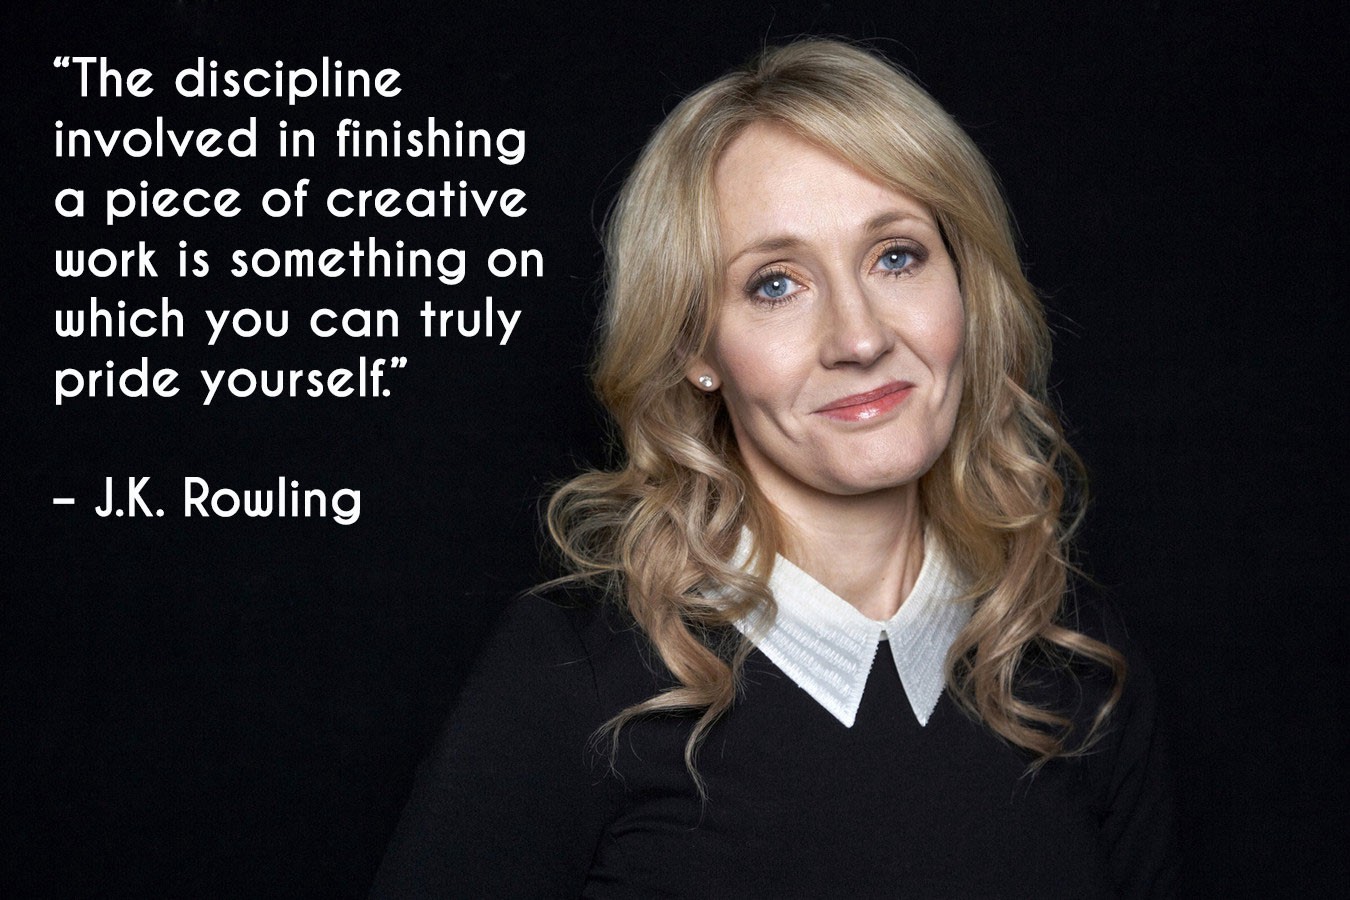 “The discipline
involved in finishing
a piece of creative
work is something on
which you can truly
pride yourself.”
– J.K. Rowling